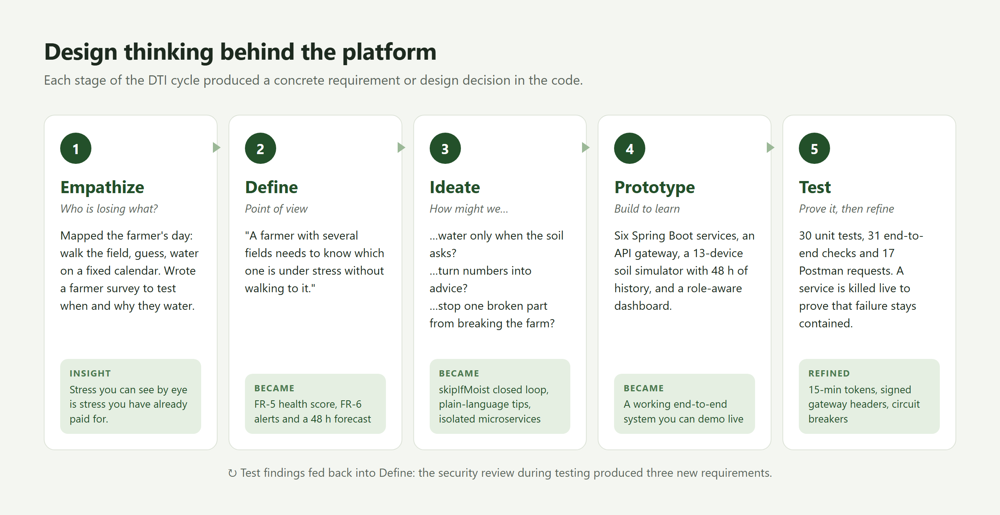 Design thinking behind the platform
Each stage of the DTI cycle produced a concrete requirement or design decision in the code.
1
Empathize
Who is losing what?
Mapped the farmer's day:
walk the field, guess, water
on a fixed calendar. Wrote
a farmer survey to test
when and why they water.
INSIGHT
Stress you can see by eye
is stress you have already
paid for.
2
Define
Point of view
"A farmer with several
fields needs to know which
one is under stress without
walking to it."
BECAME
FR-5 health score, FR-6
alerts and a 48 h forecast
3
Ideate
How might we…
…water only when the soil
asks?
…turn numbers into
advice?
…stop one broken part
from breaking the farm?
BECAME
skipIfMoist closed loop,
plain-language tips,
isolated microservices
4
Prototype
Build to learn
Six Spring Boot services, an
API gateway, a 13-device
soil simulator with 48 h of
history, and a role-aware
dashboard.
BECAME
A working end-to-end
system you can demo live
5
Test
Prove it, then refine
30 unit tests, 31 end-to-
end checks and 17
Postman requests. A
service is killed live to
prove that failure stays
contained.
REFINED
15-min tokens, signed
gateway headers, circuit
breakers
↻ Test findings fed back into Define: the security review during testing produced three new requirements.